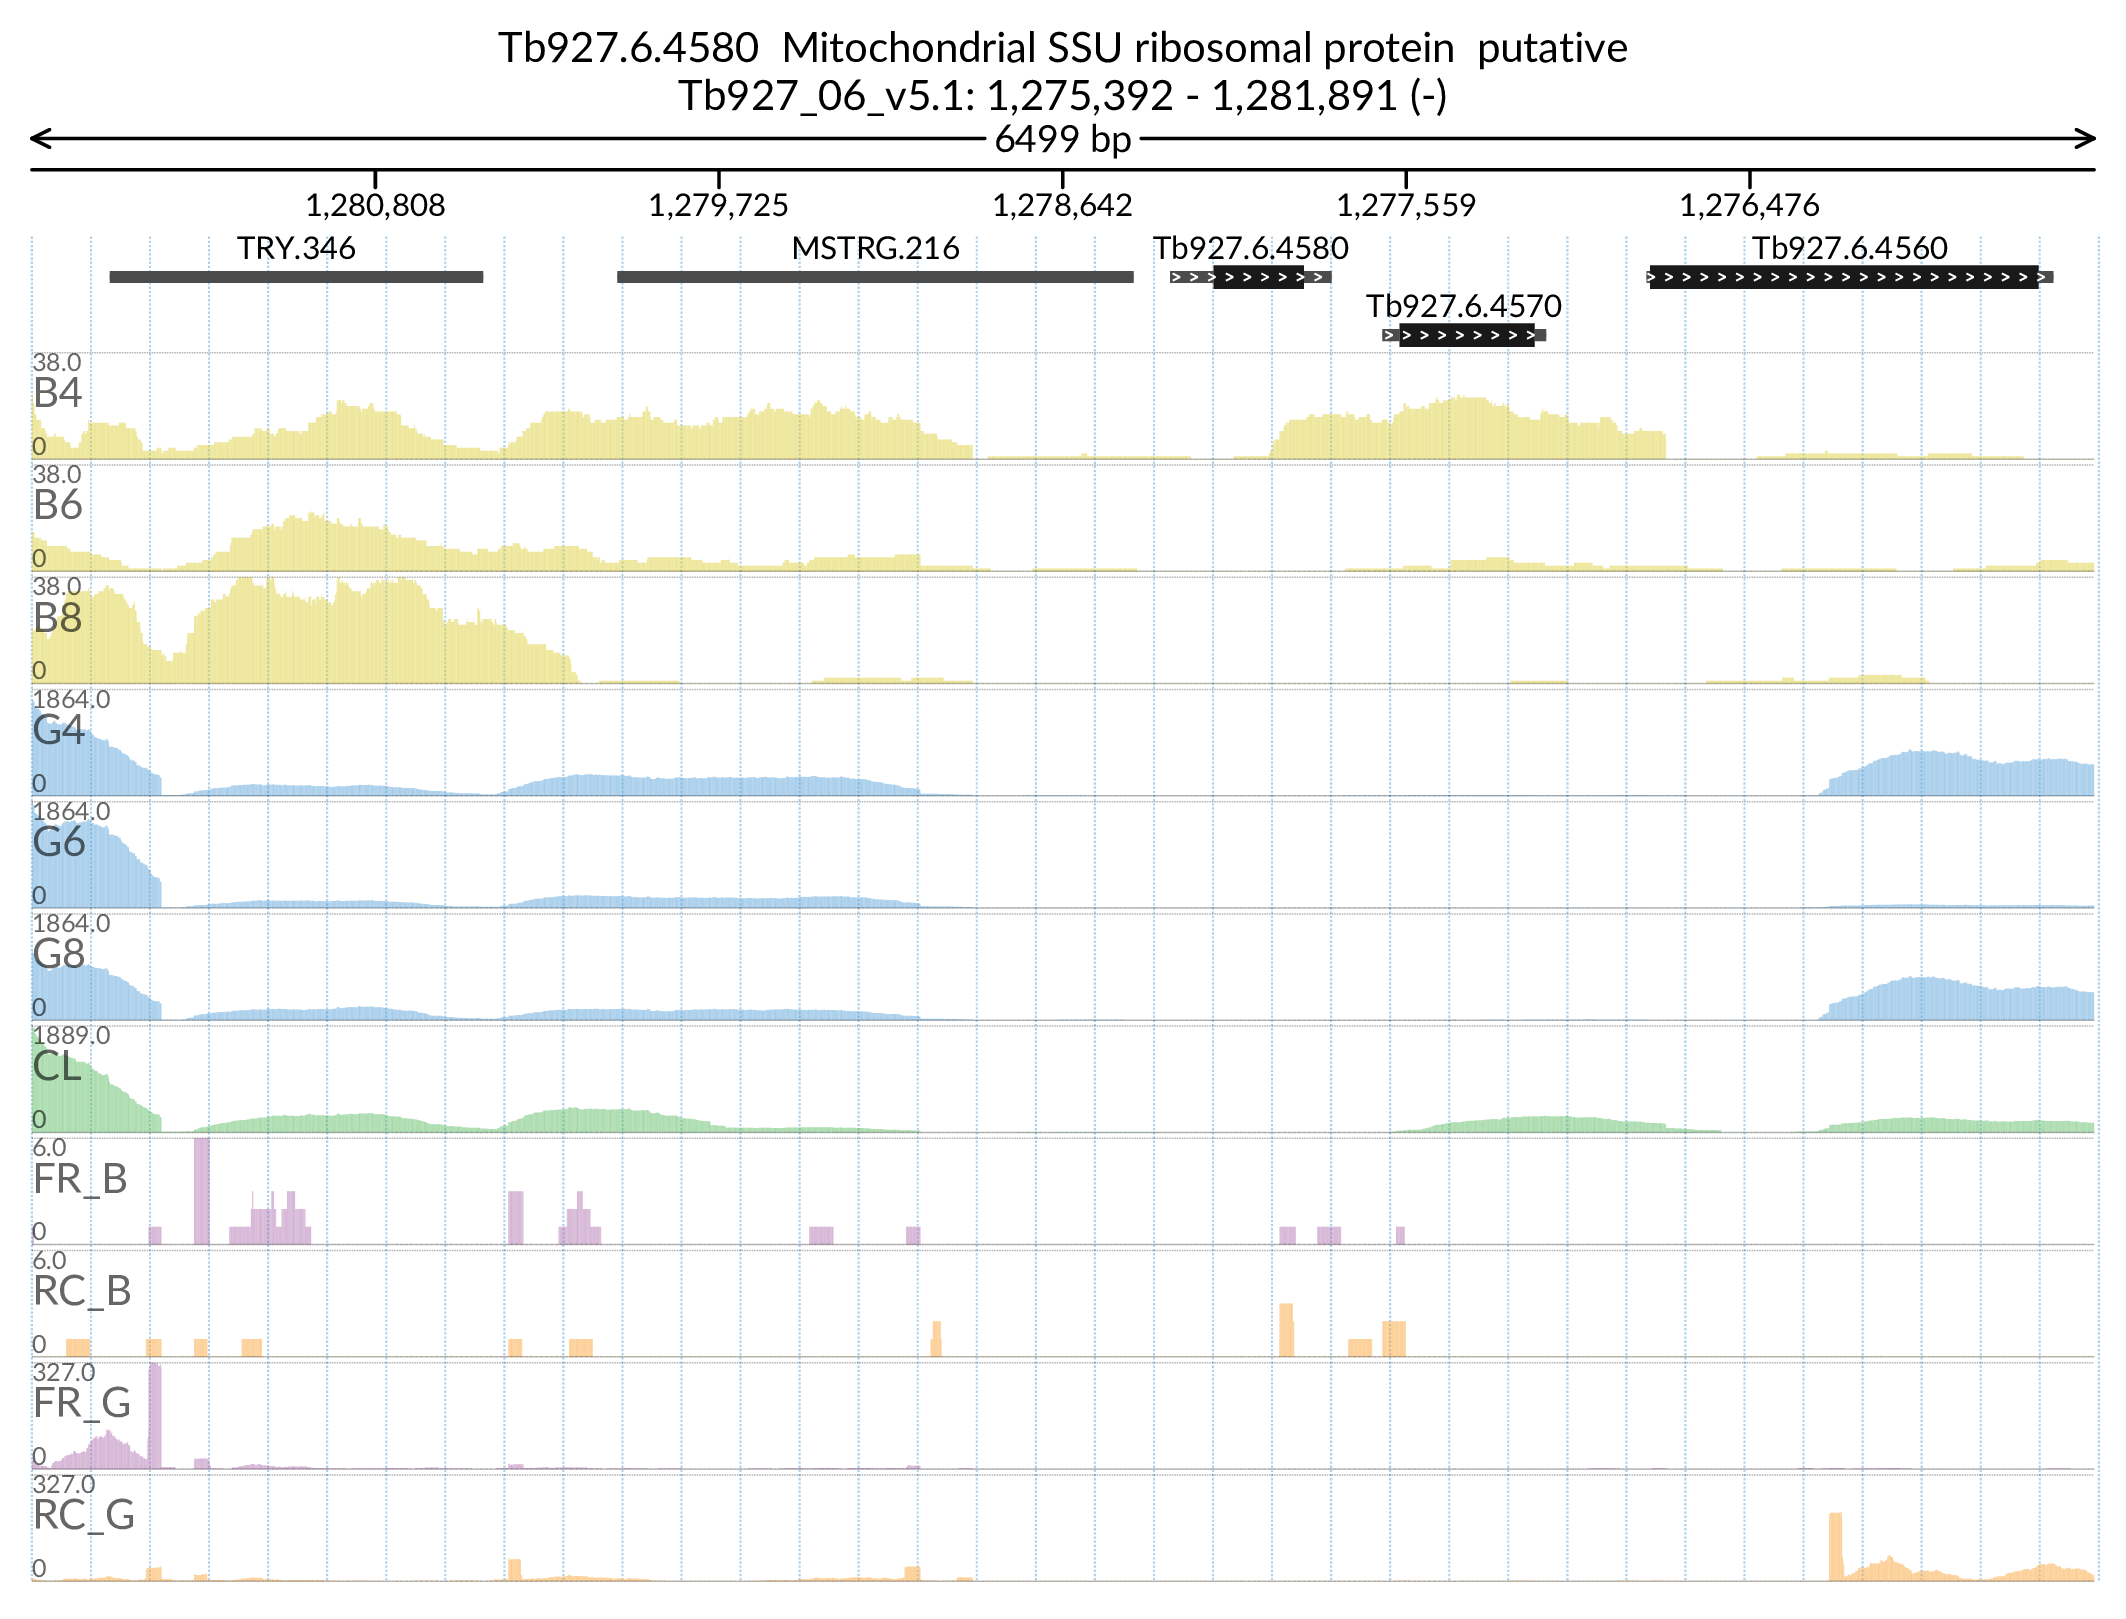 Tb927.6.4580  Mitochondrial SSU ribosomal protein  putative
Tb927_06_v5.1: 1,275,392 - 1,281,891 (-)
6499 bp
1,280,808 1,279,725 1,278,642 1,277,559 1,276,476
TRY.346 MSTRG.216 Tb927.6.4580 Tb927.6.4560
Tb927.6.4570
38.0
B4
0
38.0
B6
0
38.0
B8
0
1864.0
G4
0
1864.0
G6
0
1864.0
G8
0
1889.0
CL
0
6.0
FR_B
0
6.0
RC_B
0
327.0
FR_G
0
327.0
RC_G
0